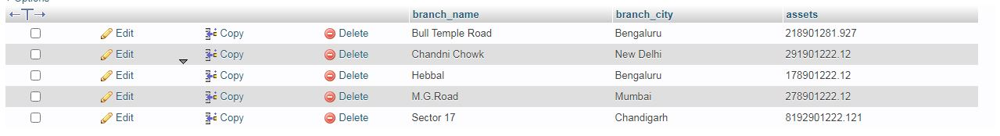 Options
branch_name branch_city assets
Edit Copy Delete Bull Temple Road Bengaluru 218901281.927
Edit Copy Delete Chandni Chowk New Delhi 291901222.12
Edit Copy Delete Hebbal Bengaluru 178901222.12
Edit Copy Delete M.G.Road Mumbai 278901222.12
Edit Copy Delete Sector 17 Chandigarh 8192901222.121